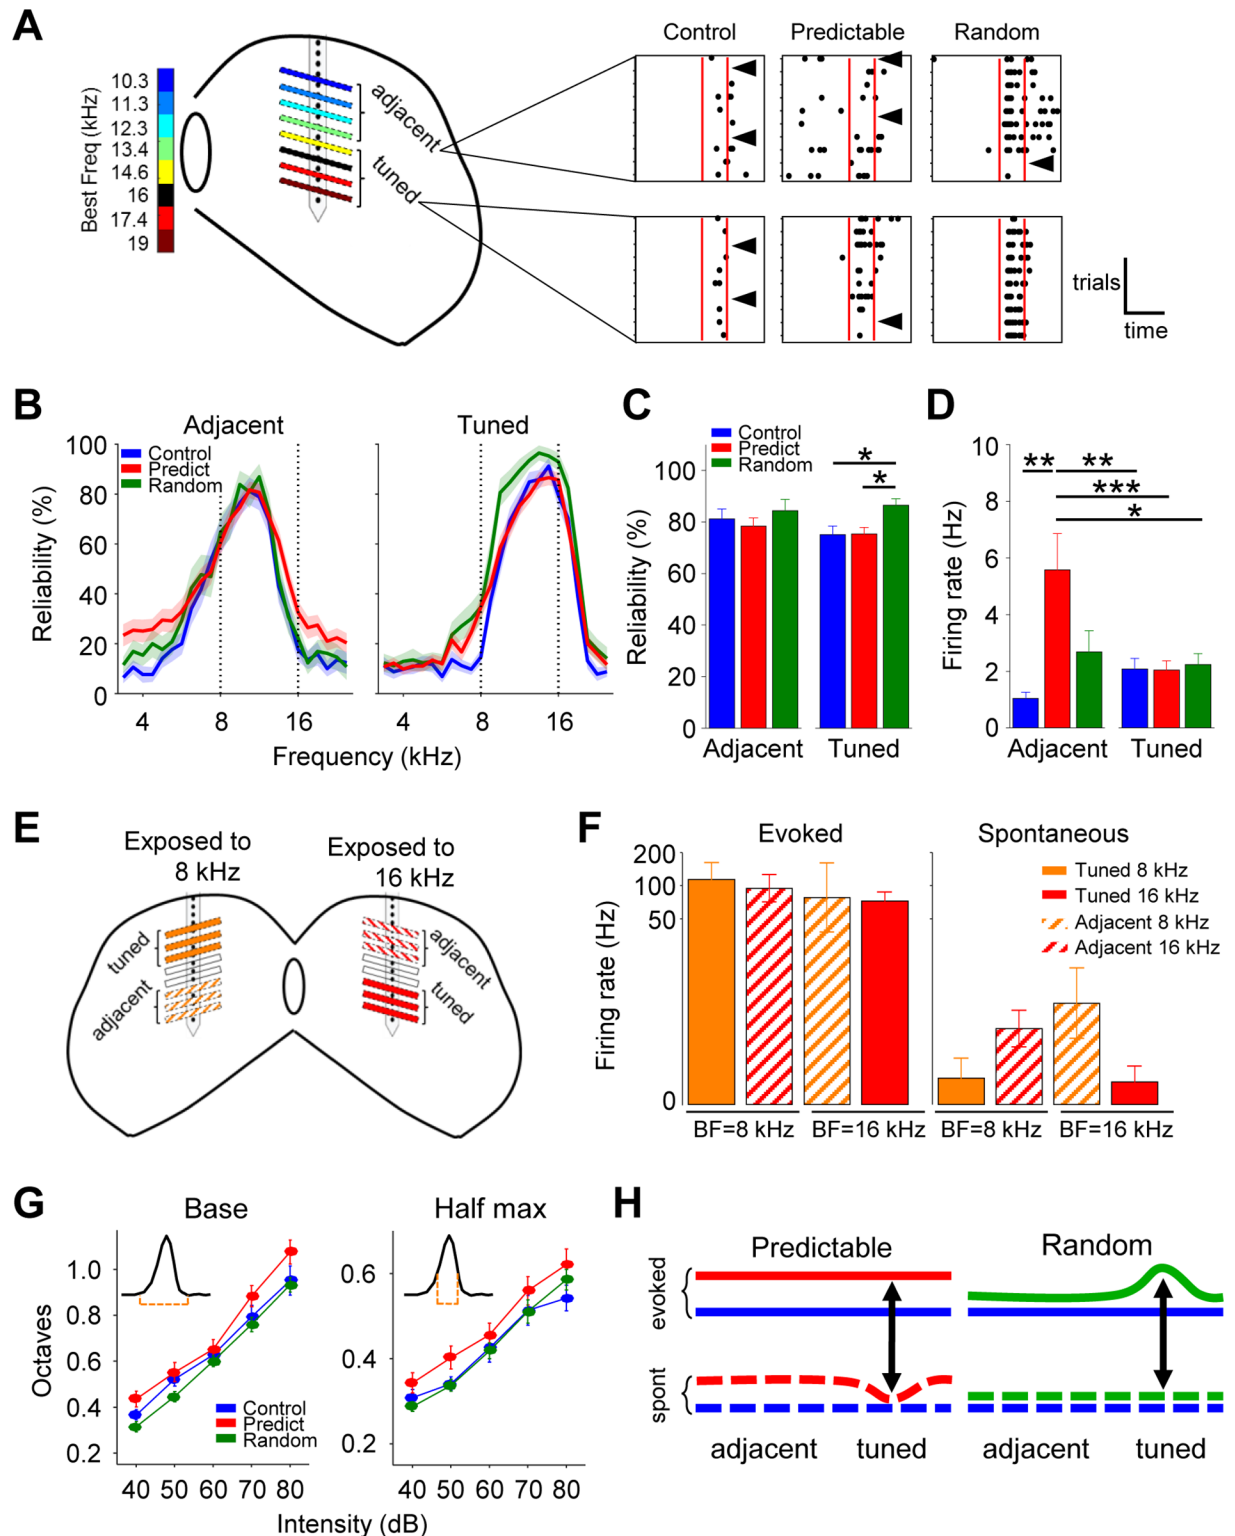 A
Control
Predictable
Random
Best Freq (kHz)
10.3
11.3
12.3
13.4
14.6
16
17.4
19
adjacent
tuned
trials
time
B
Adjacent
Tuned
Reliability (%)
100
80
60
40
20
0
Control
Predict
Random
4
8
16
4
8
16
Frequency (kHz)
C
Control
Predict
Random
Reliability (%)
100
80
60
40
20
0
*
*
Adjacent
Tuned
D
Firing rate (Hz)
10
8
6
4
2
0
**
**
***
*
Adjacent
Tuned
E
Exposed to
8 kHz
Exposed to
16 kHz
tuned
adjacent
adjacent
tuned
F
Evoked
Spontaneous
Firing rate (Hz)
200
100
50
0
Tuned 8 kHz
Tuned 16 kHz
Adjacent 8 kHz
Adjacent 16 kHz
BF=8 kHz
BF=16 kHz
BF=8 kHz
BF=16 kHz
G
Base
Half max
Octaves
1.0
0.8
0.6
0.4
0.2
Control
Predict
Random
0.6
0.4
0.2
40 50 60 70 80
40 50 60 70 80
Intensity (dB)
H
Predictable
Random
evoked
spont
adjacent
tuned
adjacent
tuned